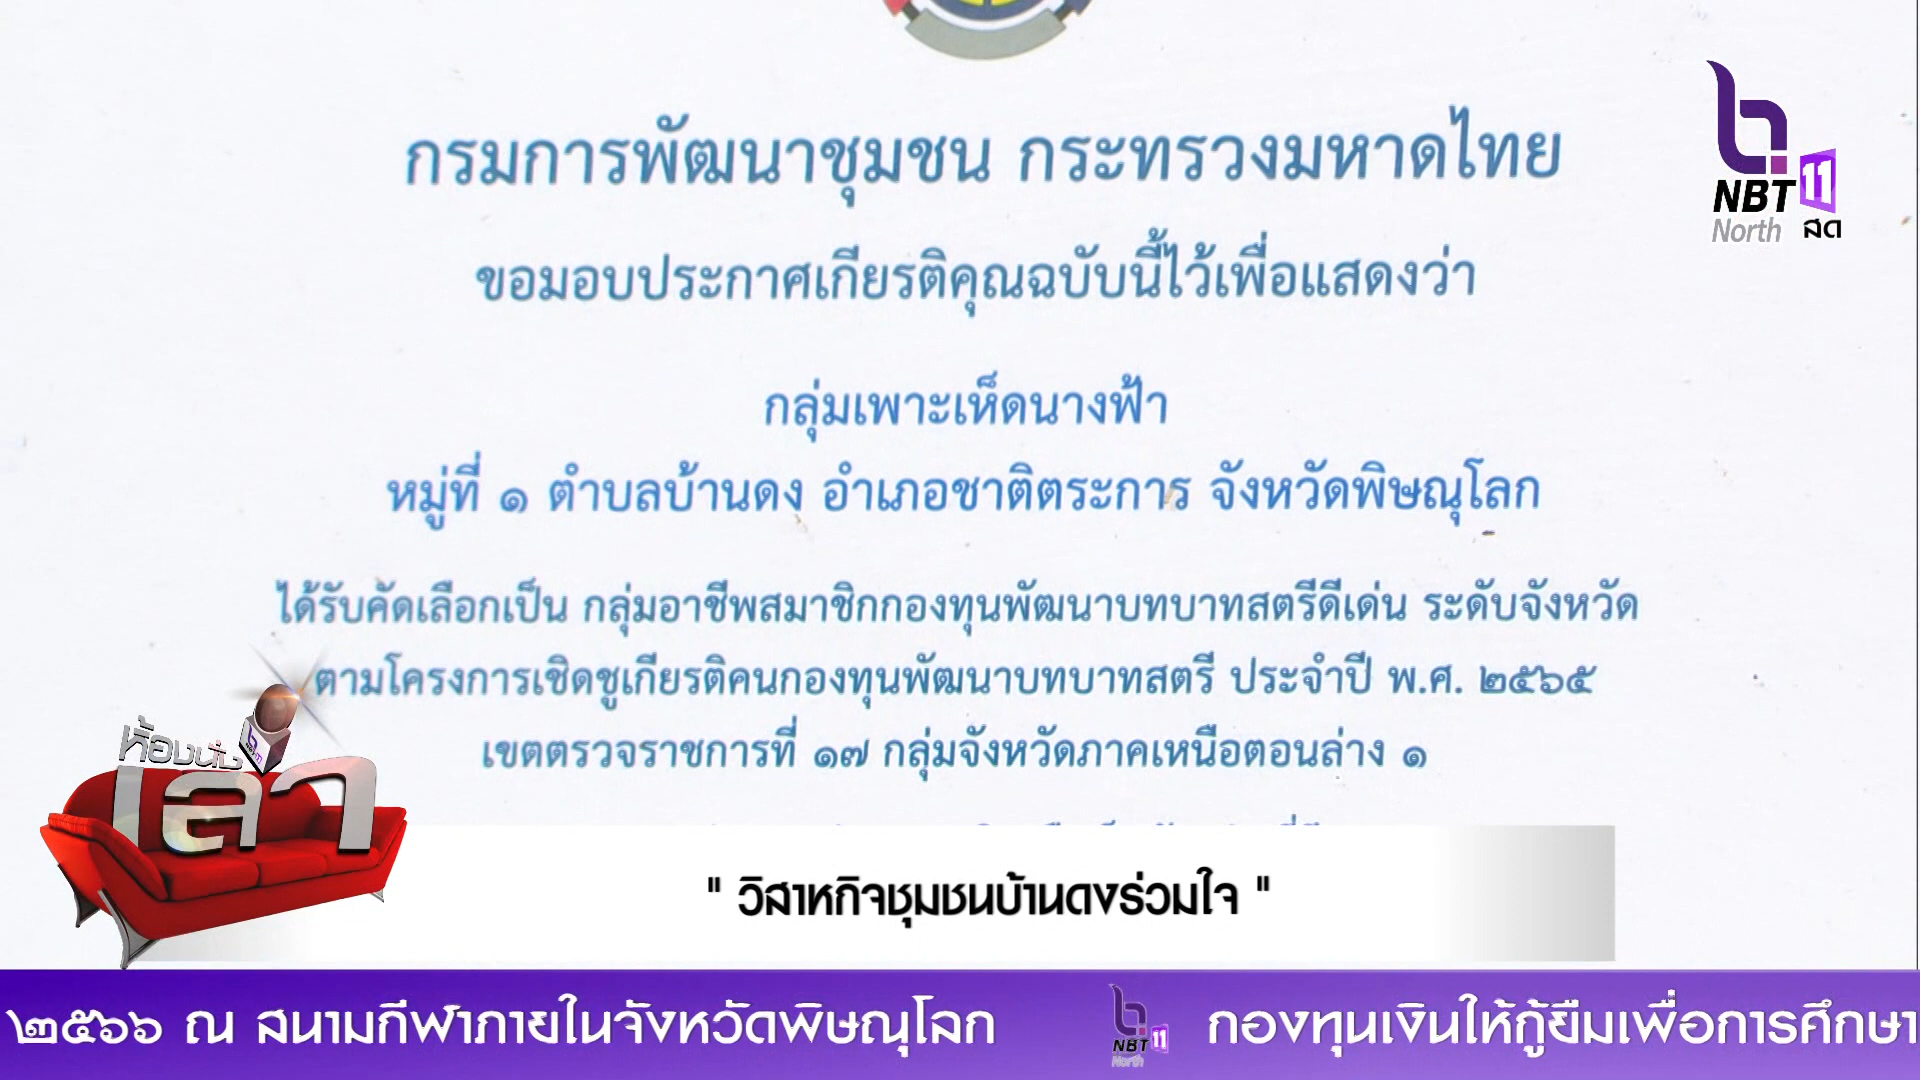 กรมการพัฒนาชุมชน กระทรวงมหาดไทย
ขอมอบประกาศเกียรติคุณฉบับนี้ไว้เพื่อแสดงว่า
กลุ่มเพาะเห็ดนางฟ้า
หมู่ที่ ๑ ตำบลบ้านดง อำเภอชาติตระการ จังหวัดพิษณุโลก
ได้รับคัดเลือกเป็น กลุ่มอาชีพสมาชิกกองทุนพัฒนาบทบาทสตรีดีเด่น ระดับจังหวัด
ตามโครงการเชิดชูเกียรติคนกองทุนพัฒนาบทบาทสตรี ประจำปี พ.ศ. ๒๕๖๕
เขตตรวจราชการที่ ๑๗ กลุ่มจังหวัดภาคเหนือตอนล่าง ๑
NBT 11
North สด
ห้องนั่ง
เล่า
" วิสาหกิจชุมชนบ้านดงร่วมใจ "
๒๕๖๖ ณ สนามกีฬาภายในจังหวัดพิษณุโลก
NBT 11
North
กองทุนเงินให้กู้ยืมเพื่อการศึกษา